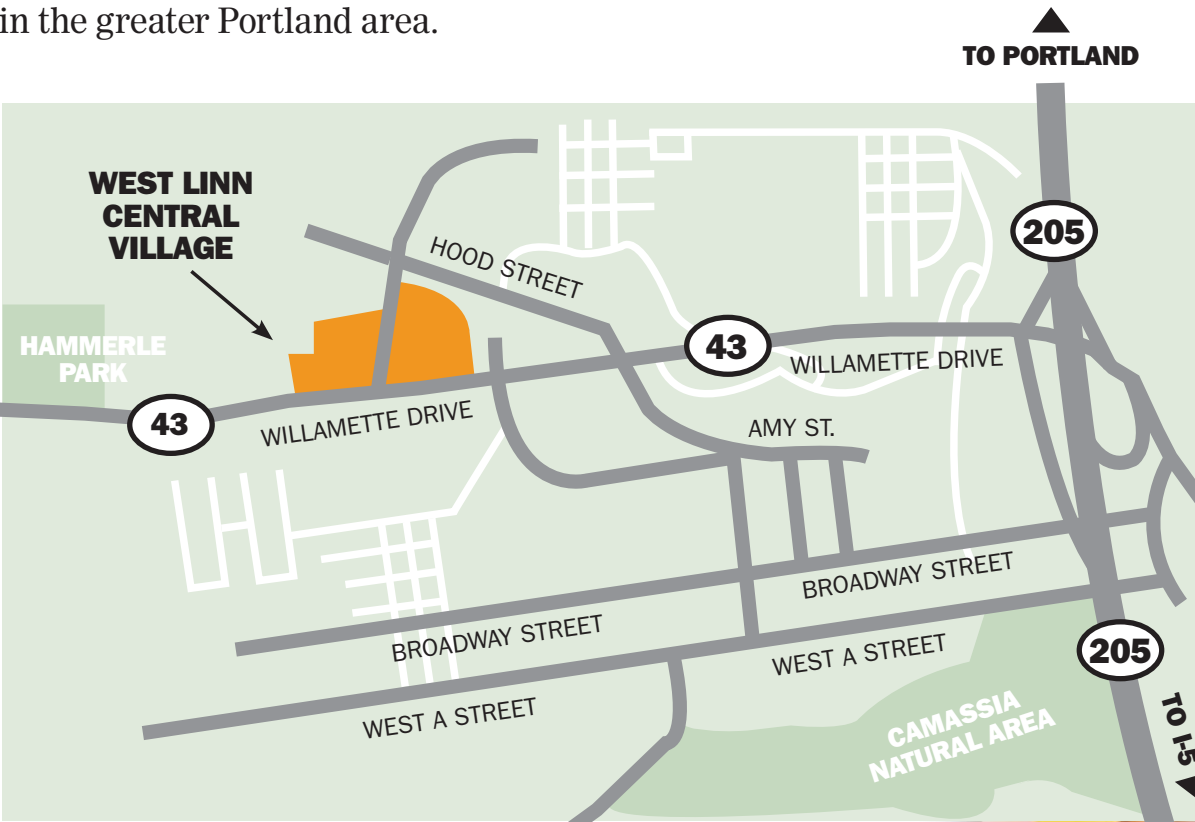 in the greater Portland area.
TO PORTLAND
WEST LINN
CENTRAL
VILLAGE
205
HOOD STREET
HAMMERLE
PARK
43
WILLAMETTE DRIVE
43
WILLAMETTE DRIVE
AMY ST.
BROADWAY STREET
BROADWAY STREET
WEST A STREET
205
WEST A STREET
CAMASSIA
NATURAL AREA
TO I-5